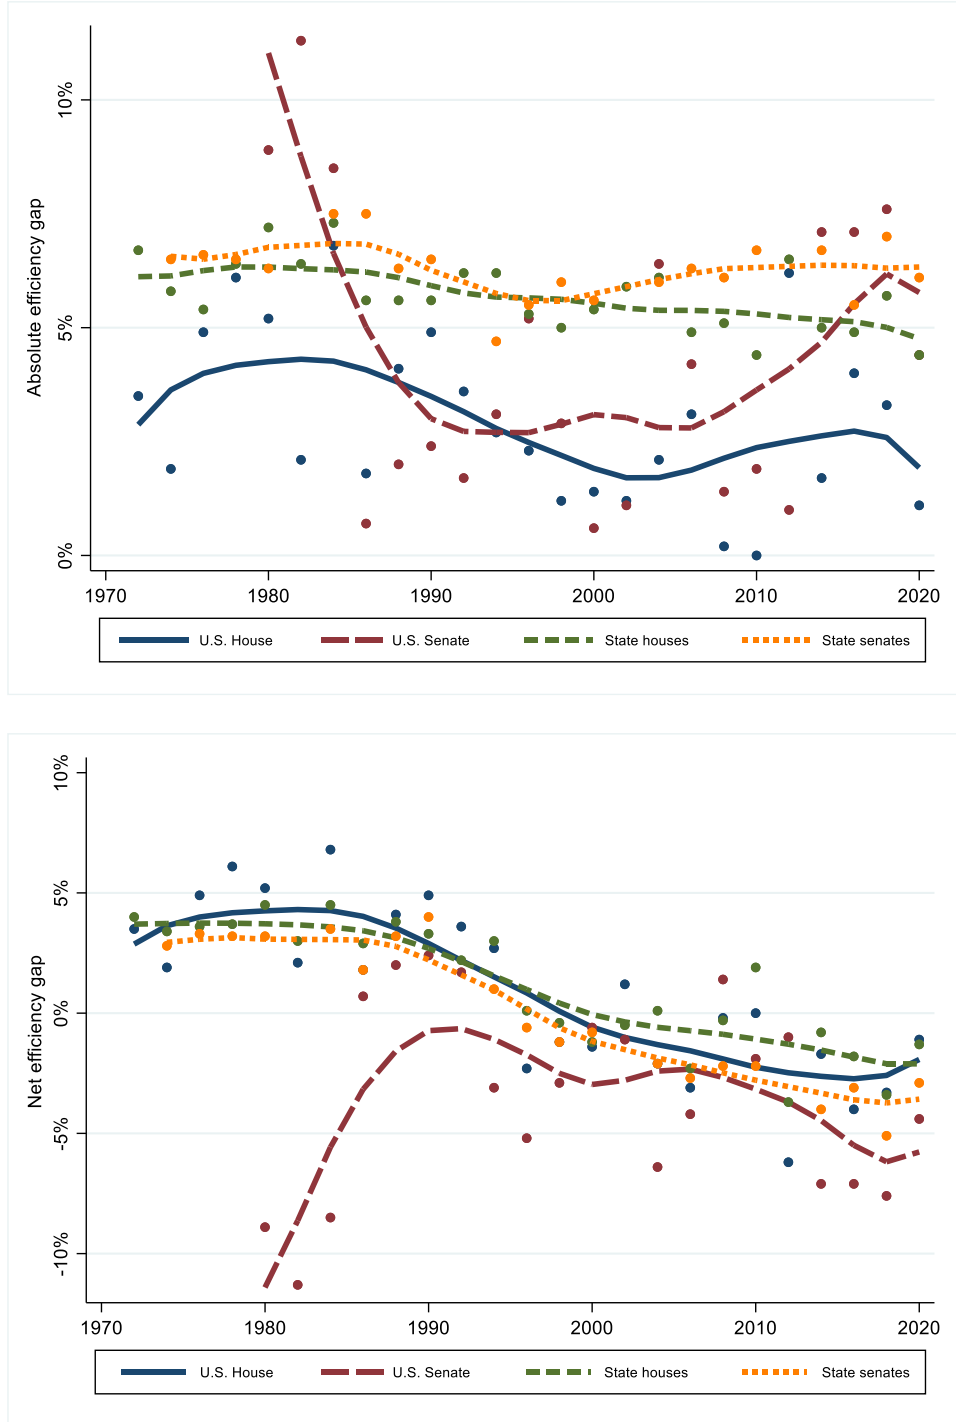 Absolute efficiency gap
10%
5%
0%
1970 1980 1990 2000 2010 2020
U.S. House U.S. Senate State houses State senates
Net efficiency gap
10%
5%
0%
-5%
-10%
1970 1980 1990 2000 2010 2020
U.S. House U.S. Senate State houses State senates